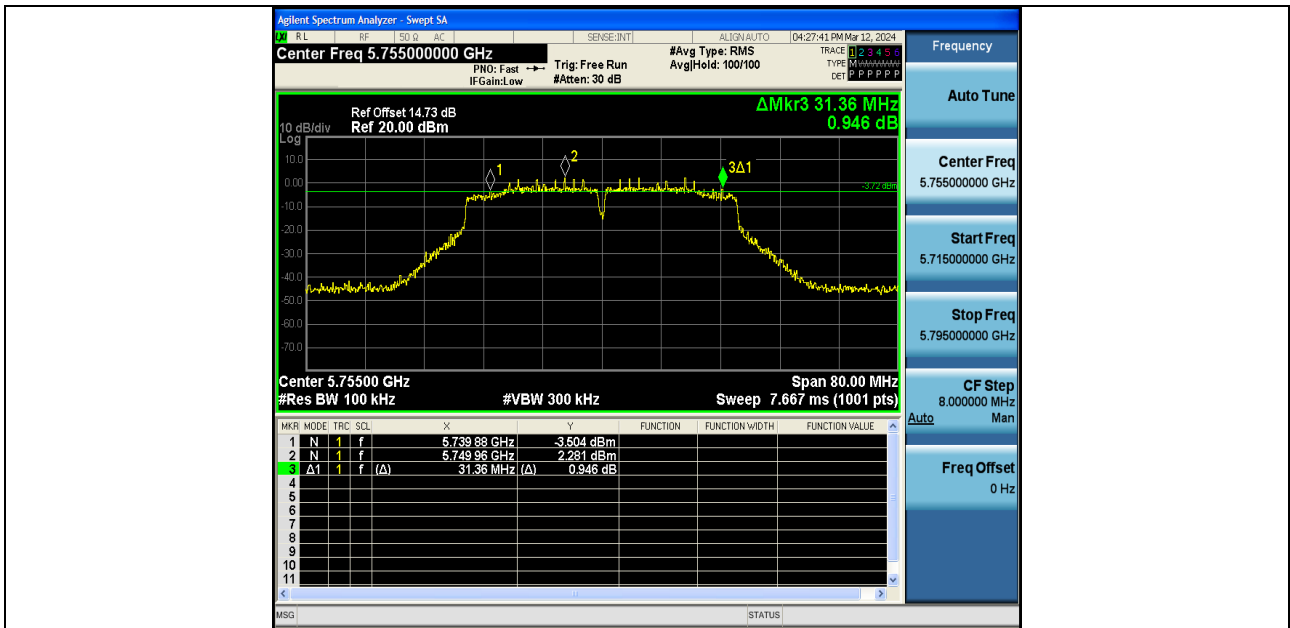 Agilent Spectrum Analyzer - Swept SA
LXI RL RF 50 Ω AC SENSE:INT ALIGN AUTO 04:27:41 PM Mar 12, 2024
Center Freq 5.755000000 GHz
#Avg Type: RMS TRACE 1 2 3 4 5 6
PNO: Fast Trig: Free Run Avg|Hold: 100/100 TYPE M
IFGain:Low #Atten: 30 dB DET P P P P P P
Frequency
Auto Tune
Center Freq
5.755000000 GHz
Start Freq
5.715000000 GHz
Stop Freq
5.795000000 GHz
CF Step
8.000000 MHz
Auto Man
Freq Offset
0 Hz
ΔMkr3 31.36 MHz
0.946 dB
Ref Offset 14.73 dB
10 dB/div Ref 20.00 dBm
Log
10.0
0.00
-10.0
-20.0
-30.0
-40.0
-50.0
-60.0
-70.0
1
2
3Δ1
-3.72 dBm
Center 5.75500 GHz Span 80.00 MHz
#Res BW 100 kHz #VBW 300 kHz Sweep 7.667 ms (1001 pts)
MKR MODE TRC SCL X Y FUNCTION FUNCTION WIDTH FUNCTION VALUE
1 N 1 f 5.739 88 GHz -3.504 dBm
2 N 1 f 5.749 96 GHz 2.281 dBm
3 Δ1 1 f (Δ) 31.36 MHz (Δ) 0.946 dB
4
5
6
7
8
9
10
11
MSG STATUS